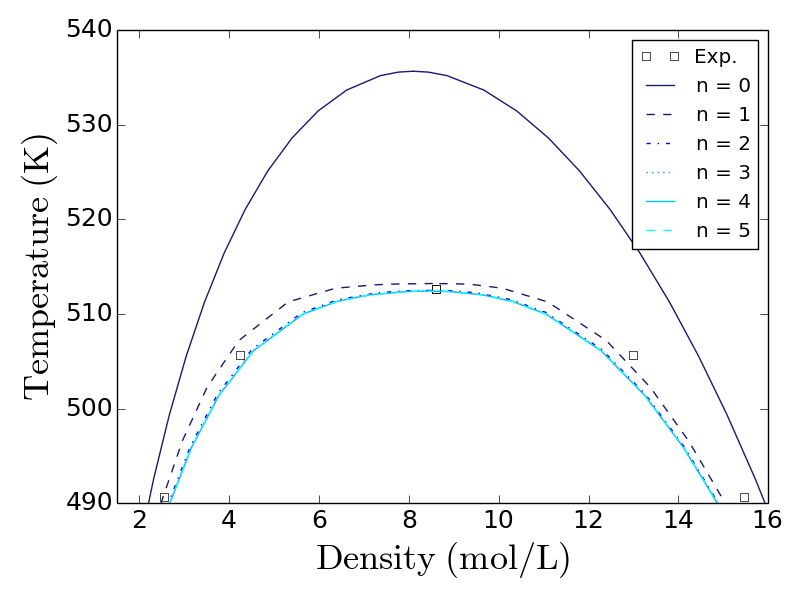 540
530
520
510
500
490
Temperature (K)
2 4 6 8 10 12 14 16
Density (mol/L)
Exp.
n = 0
n = 1
n = 2
n = 3
n = 4
n = 5